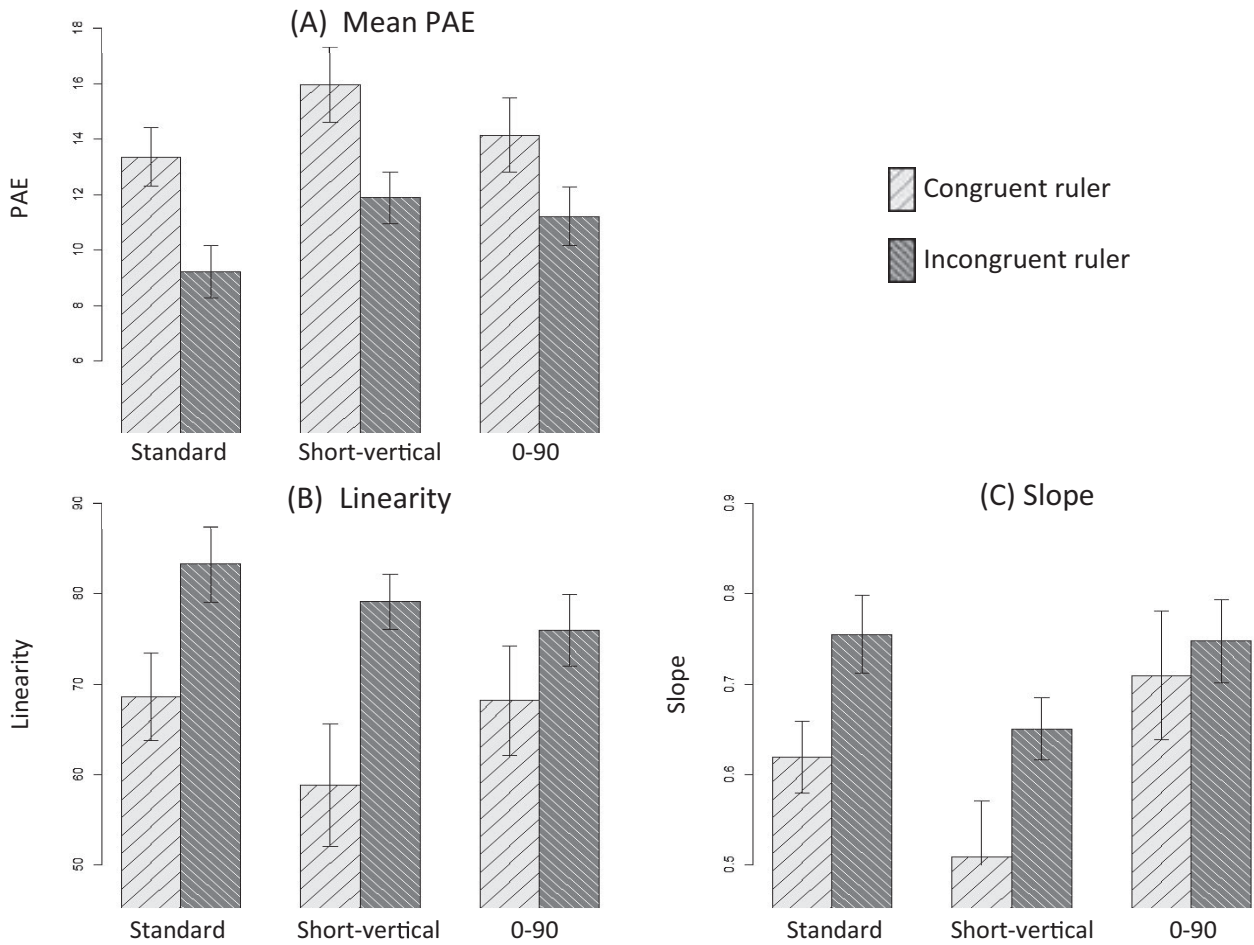 (A) Mean PAE
PAE
18
16
14
12
10
8
6
Standard
Short-vertical
0-90
Congruent ruler
Incongruent ruler
(B) Linearity
Linearity
90
80
70
60
50
Standard
Short-vertical
0-90
(C) Slope
Slope
0.9
0.8
0.7
0.6
0.5
Standard
Short-vertical
0-90